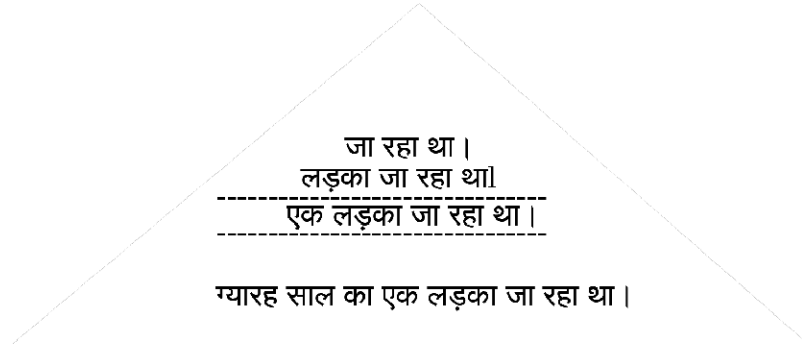 जा रहा था।
लड़का जा रहा थाl
एक लड़का जा रहा था।
ग्यारह साल का एक लड़का जा रहा था।